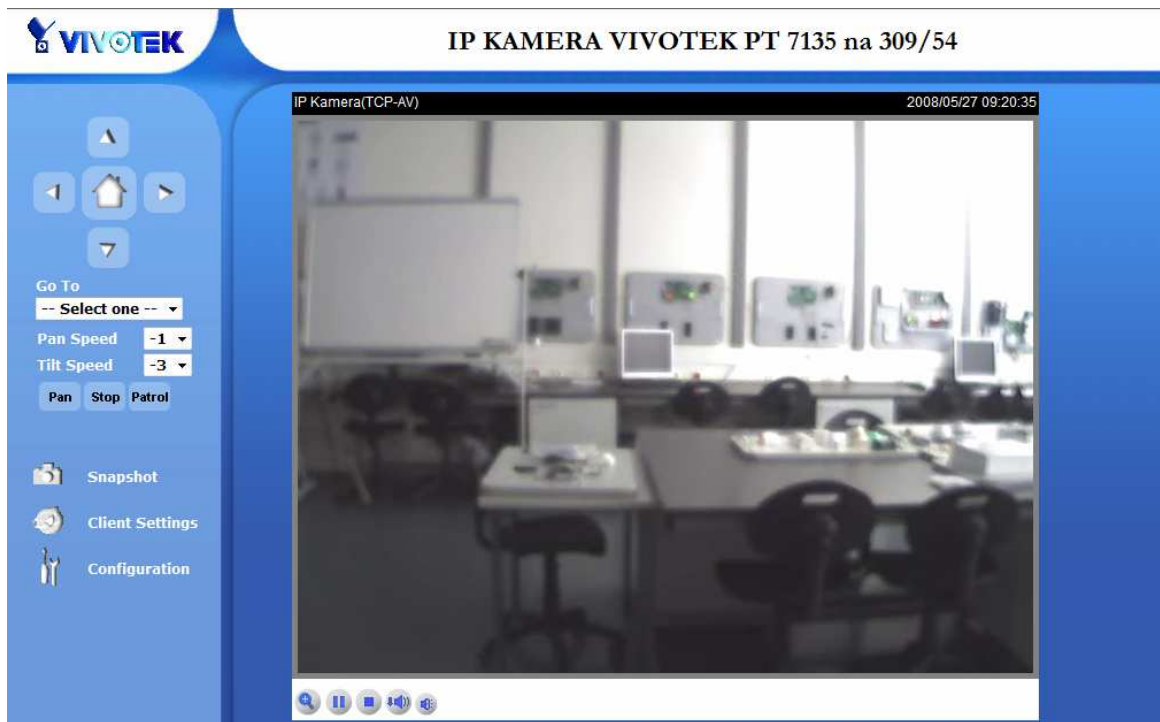 VIVOTEK
IP KAMERA VIVOTEK PT 7135 na 309/54
IP Kamera(TCP-AV) 2008/05/27 09:20:35
Go To
-- Select one --
Pan Speed -1
Tilt Speed -3
Pan Stop Patrol
Snapshot
Client Settings
Configuration